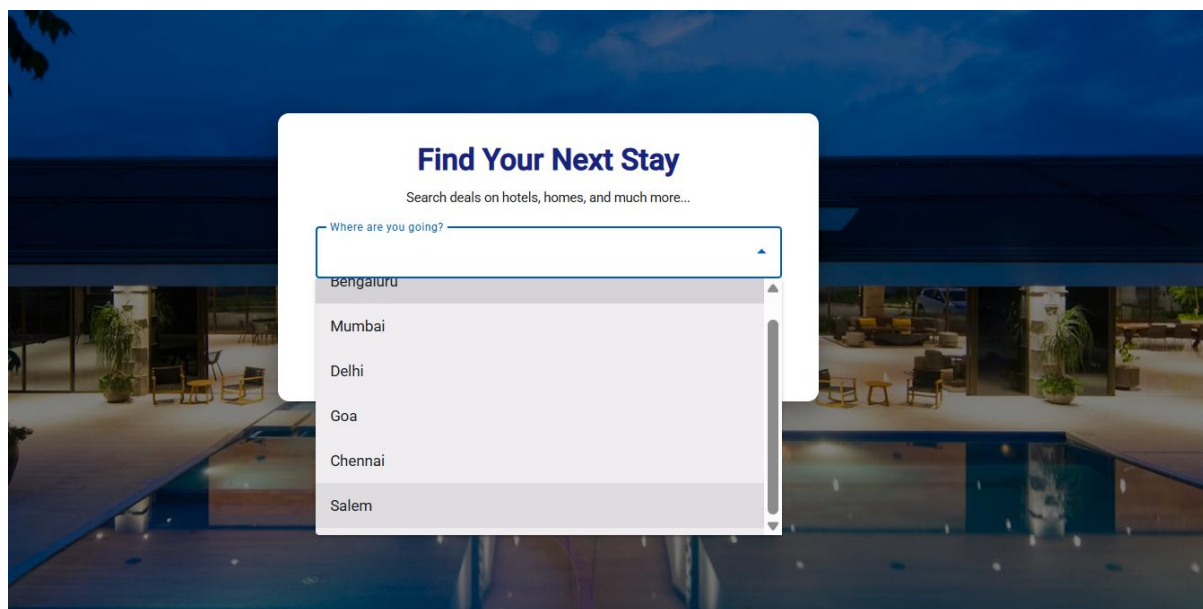 Find Your Next Stay
Search deals on hotels, homes, and much more...
Where are you going?
Bengaluru
Mumbai
Delhi
Goa
Chennai
Salem